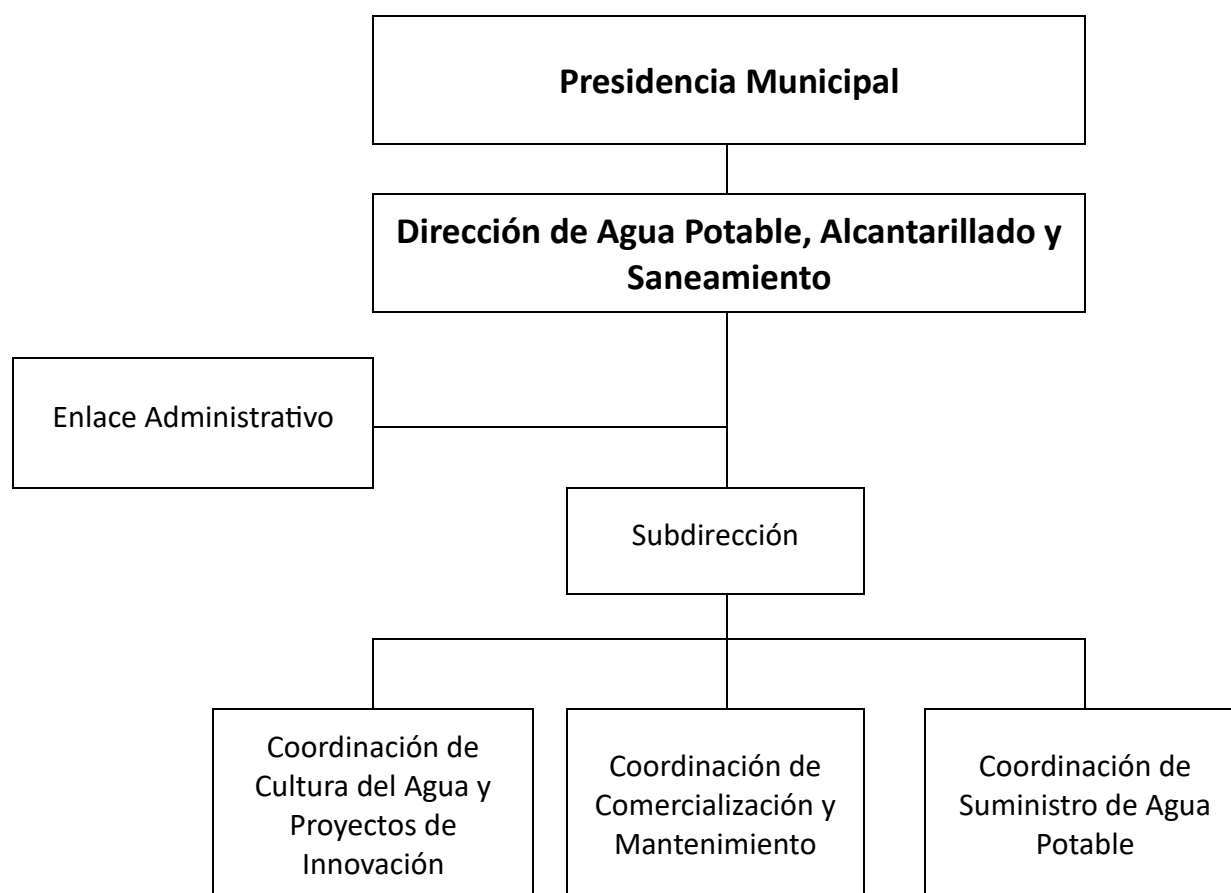 Presidencia Municipal
Dirección de Agua Potable, Alcantarillado y
Saneamiento
Enlace Administrativo
Subdirección
Coordinación de
Cultura del Agua y
Proyectos de
Innovación
Coordinación de
Comercialización y
Mantenimiento
Coordinación de
Suministro de Agua
Potable